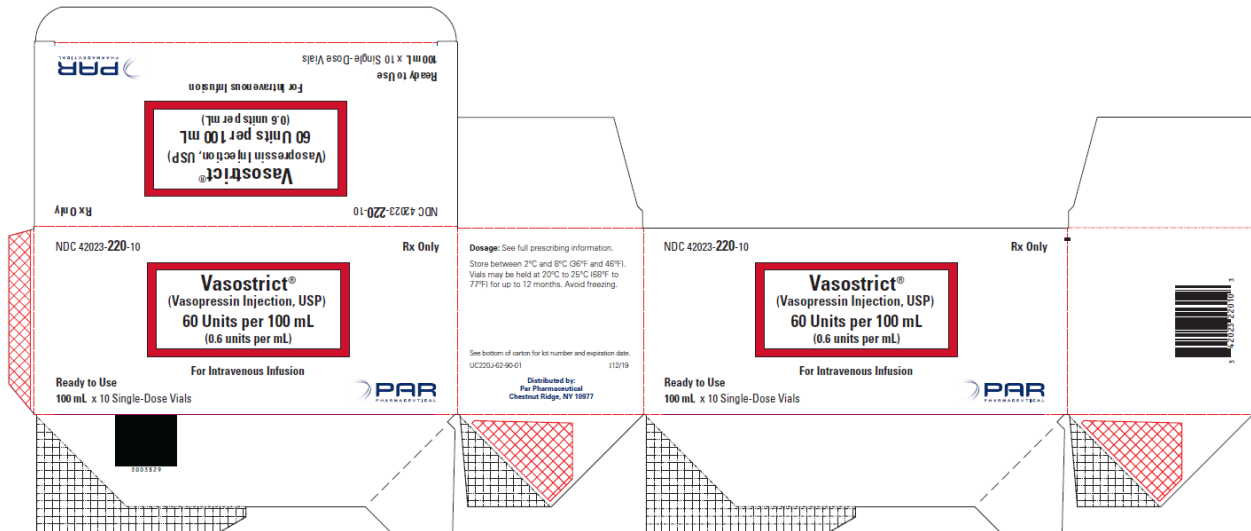 100 mL x 10 Single-Dose Vials
Ready to Use
PAR
PHARMACEUTICAL
For Intravenous Infusion
(0.6 units per mL)
60 Units per 100 mL
(Vasopressin Injection, USP)
Vasostrict®
NDC 42023-220-10
Rx Only
NDC 42023-220-10
Rx Only
Vasostrict®
(Vasopressin Injection, USP)
60 Units per 100 mL
(0.6 units per mL)
For Intravenous Infusion
Ready to Use
100 mL x 10 Single-Dose Vials
PAR
PHARMACEUTICAL
3003829
Dosage: See full prescribing information.
Store between 2°C and 8°C (36°F and 46°F).
Vials may be held at 20°C to 25°C (68°F to
77°F) for up to 12 months. Avoid freezing.
See bottom of carton for lot number and expiration date.
UC220J-62-90-01
I12/19
Distributed by:
Par Pharmaceutical
Chestnut Ridge, NY 10977
NDC 42023-220-10
Rx Only
Vasostrict®
(Vasopressin Injection, USP)
60 Units per 100 mL
(0.6 units per mL)
For Intravenous Infusion
Ready to Use
100 mL x 10 Single-Dose Vials
PAR
PHARMACEUTICAL
3 42023 22010 3